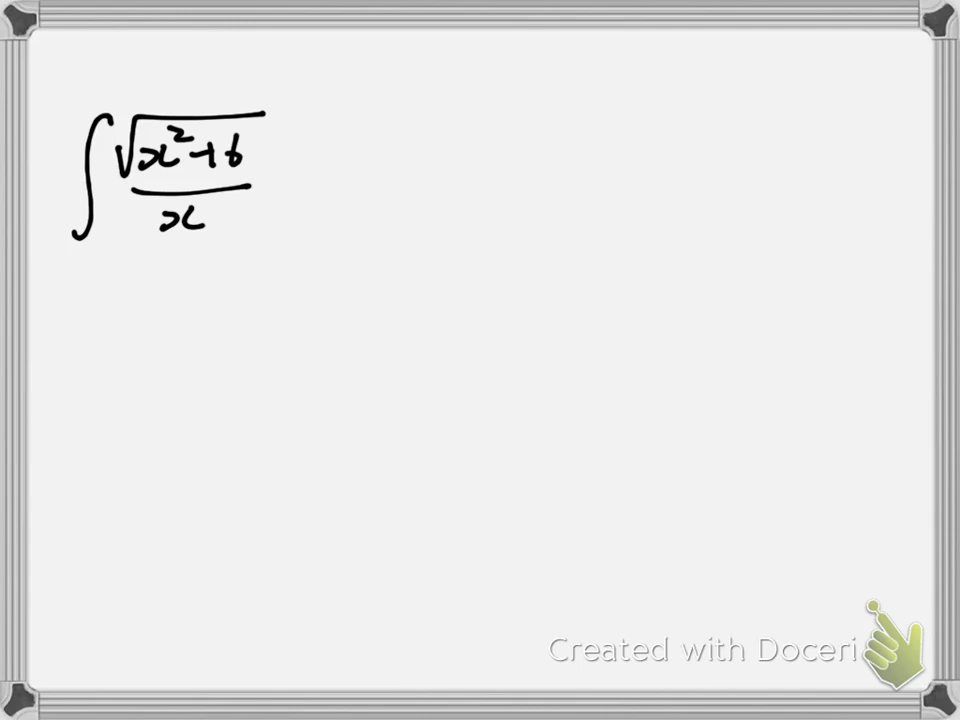 ∫ √(x²-16) / x
Created with Doceri